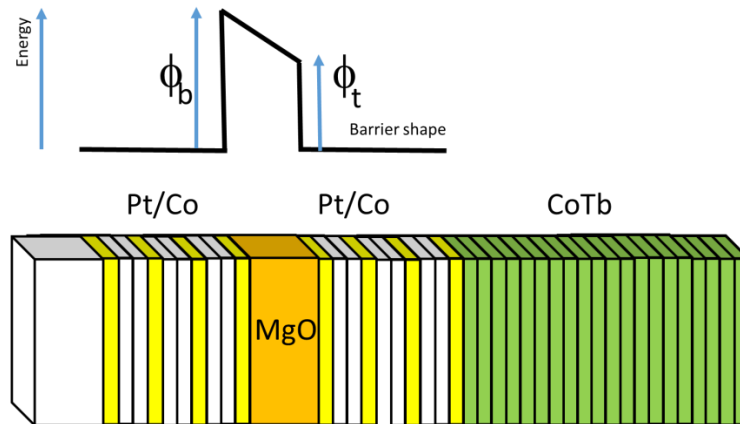 Energy
ϕb
ϕt
Barrier shape
Pt/Co Pt/Co CoTb
MgO